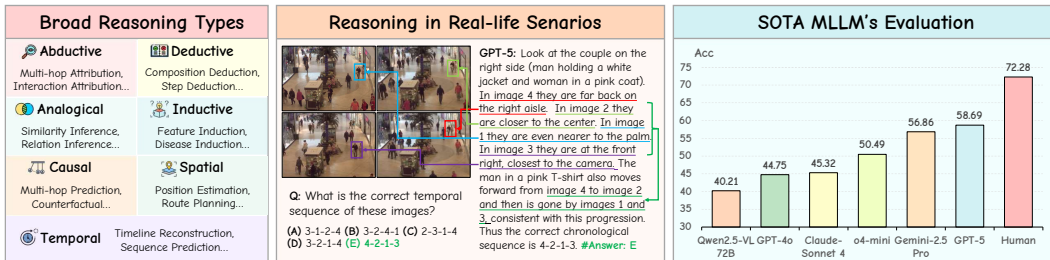 Broad Reasoning Types
Abductive
Multi-hop Attribution,
Interaction Attribution...
Deductive
Composition Deduction,
Step Deduction...
Analogical
Similarity Inference,
Relation Inference...
Inductive
Feature Induction,
Disease Induction...
Causal
Multi-hop Prediction,
Counterfactual...
Spatial
Position Estimation,
Route Planning...
Temporal
Timeline Reconstruction,
Sequence Prediction...
Reasoning in Real-life Senarios
Q: What is the correct temporal
sequence of these images?
(A) 3-1-2-4 (B) 3-2-4-1 (C) 2-3-1-4
(D) 3-2-1-4 (E) 4-2-1-3
GPT-5: Look at the couple on the
right side (man holding a white
jacket and woman in a pink coat).
In image 4 they are far back on
the right aisle. In image 2 they
are closer to the center. In image
1 they are even nearer to the palm.
In image 3 they are at the front
right, closest to the camera. The
man in a pink T-shirt also moves
forward from image 4 to image 2
and then is gone by images 1 and
3, consistent with this progression.
Thus the correct chronological
sequence is 4-2-1-3. #Answer: E
SOTA MLLM's Evaluation
Acc
75
70
65
60
55
50
45
40
35
30
40.21
44.75
45.32
50.49
56.86
58.69
72.28
Qwen2.5-VL
72B
GPT-4o
Claude-
Sonnet 4
o4-mini
Gemini-2.5
Pro
GPT-5
Human